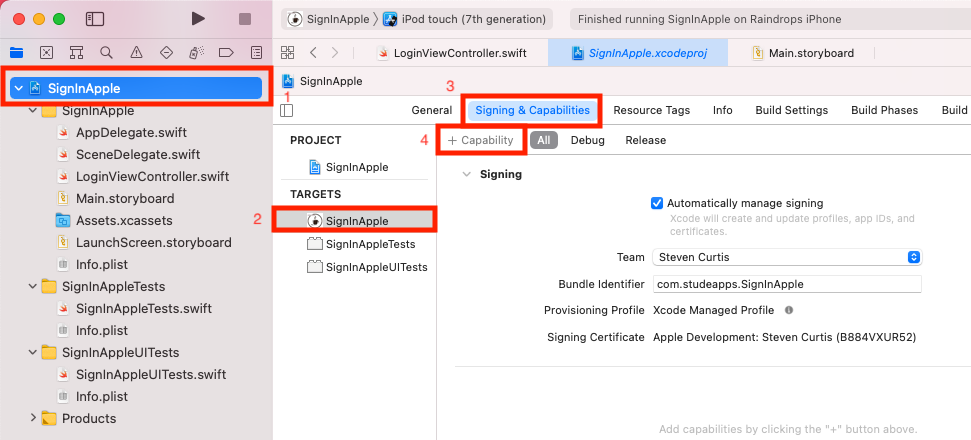 SignInApple
iPod touch (7th generation)
Finished running SignInApple on Raindrops iPhone
LoginViewController.swift
SignInApple.xcodeproj
Main.storyboard
SignInApple
SignInApple
1
3
General
Signing & Capabilities
Resource Tags
Info
Build Settings
Build Phases
Build
4
+ Capability
All
Debug
Release
SignInApple
AppDelegate.swift
SceneDelegate.swift
LoginViewController.swift
Main.storyboard
Assets.xcassets
LaunchScreen.storyboard
Info.plist
SignInAppleTests
SignInAppleTests.swift
Info.plist
SignInAppleUITests
SignInAppleUITests.swift
Info.plist
Products
PROJECT
SignInApple
TARGETS
2
SignInApple
SignInAppleTests
SignInAppleUITests
Signing
Automatically manage signing
Xcode will create and update profiles, app IDs, and
certificates.
Team
Steven Curtis
Bundle Identifier
com.studeapps.SignInApple
Provisioning Profile
Xcode Managed Profile
Signing Certificate
Apple Development: Steven Curtis (B884VXUR52)
Add capabilities by clicking the "+" button above.